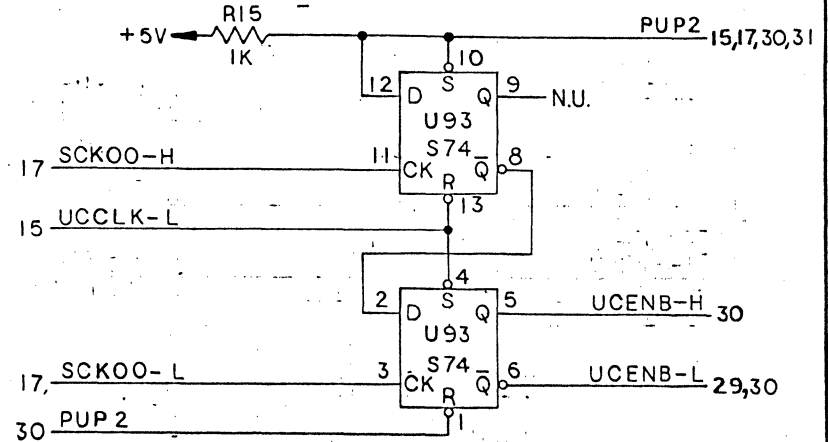 R15
+5V
1K
PUP2 15,17,30,31
10
12 D S Q 9 N.U.
U93
S74
17 SCKOO-H 11 CK Q 8
R
13
15 UCCLK-L
4
2 D S Q 5 UCENB-H 30
U93
S74
17, SCKOO-L 3 CK Q 6 UCENB-L 29,30
R
1
30 PUP2